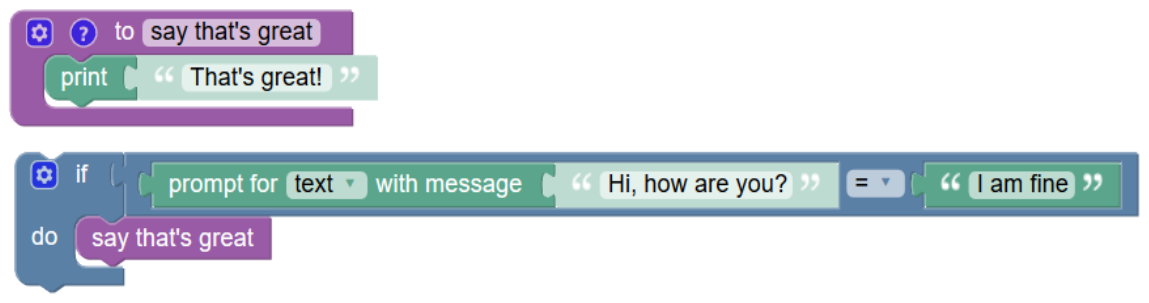 ? to say that's great
print “ That's great! ”
if prompt for text ▾ with message “ Hi, how are you? ” = ▾ “ I am fine ”
do say that's great